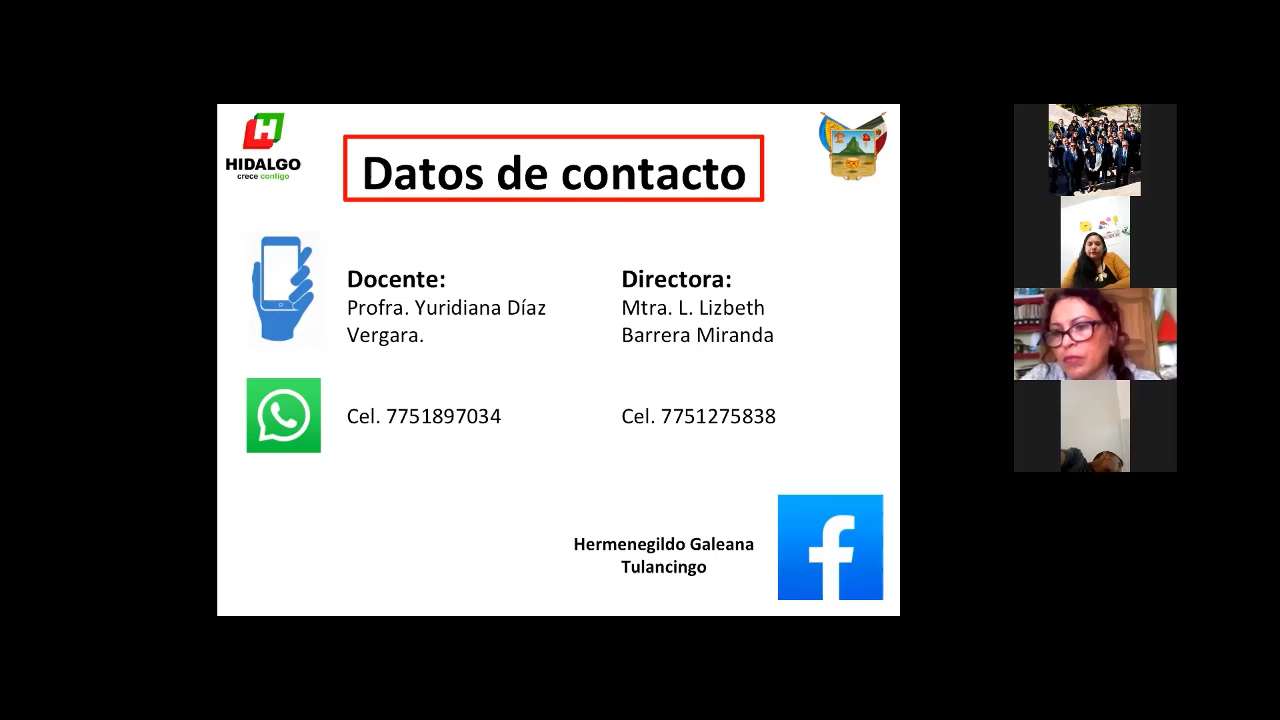 H
HIDALGO
crece contigo
Datos de contacto
Docente:
Profra. Yuridiana Díaz
Vergara.
Cel. 7751897034
Directora:
Mtra. L. Lizbeth
Barrera Miranda
Cel. 7751275838
Hermenegildo Galeana
Tulancingo
f